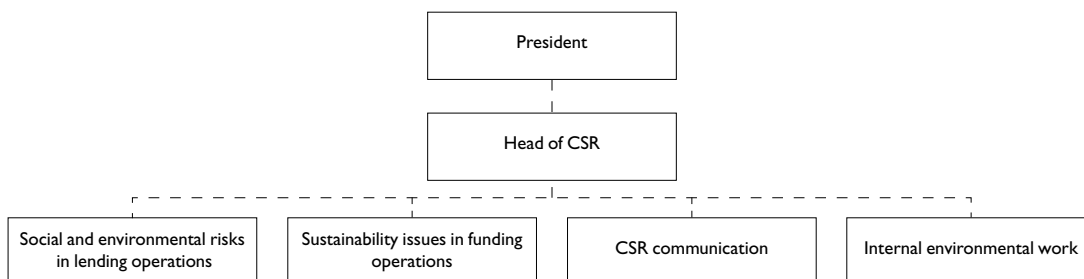 President
Head of CSR
Social and environmental risks
in lending operations
Sustainability issues in funding
operations
CSR communication
Internal environmental work